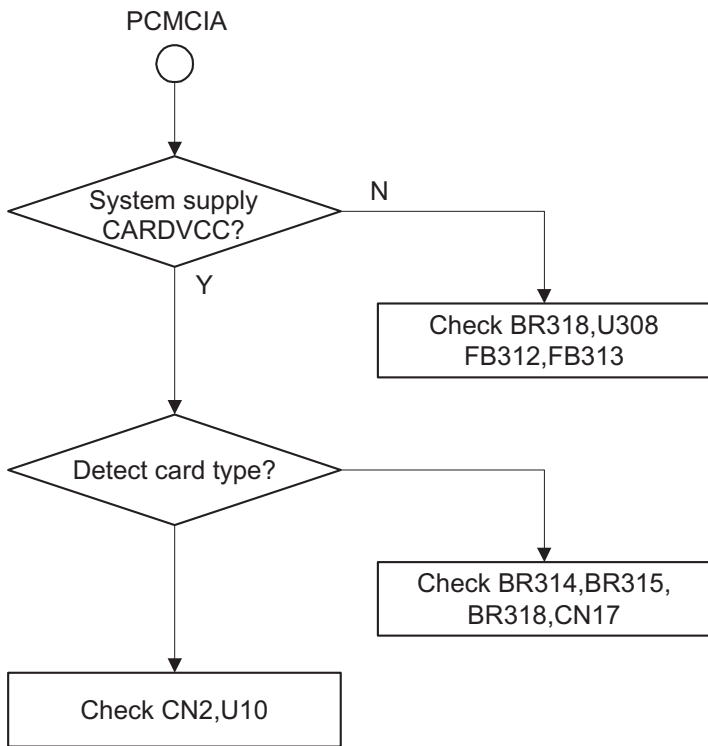 PCMCIA
System supply
CARDVCC?
N
Y
Check BR318,U308
FB312,FB313
Detect card type?
Check BR314,BR315,
BR318,CN17
Check CN2,U10